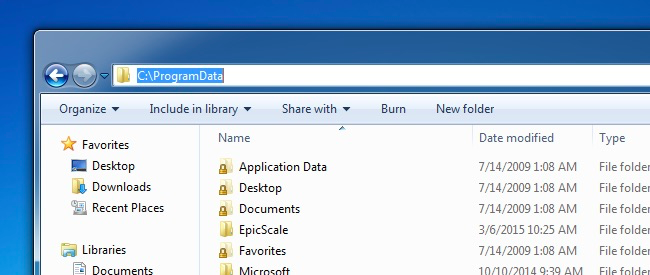 C:\ProgramData
Organize Include in library Share with Burn New folder
Name Date modified Type
Favorites
Desktop
Downloads
Recent Places
Libraries
Documents
Application Data 7/14/2009 1:08 AM File folder
Desktop 7/14/2009 1:08 AM File folder
Documents 7/14/2009 1:08 AM File folder
EpicScale 3/6/2015 10:25 AM File folder
Favorites 7/14/2009 1:08 AM File folder
Microsoft 10/10/2014 9:39 AM File folder